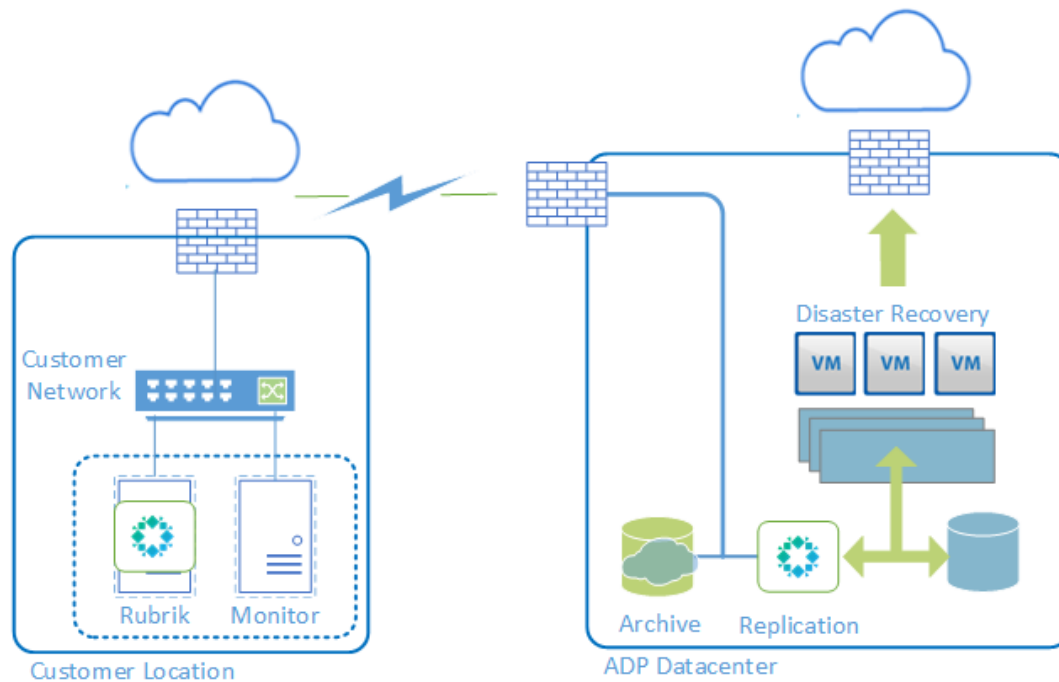 Customer
Network
Rubrik
Monitor
Customer Location
Disaster Recovery
VM
VM
VM
Archive
Replication
ADP Datacenter